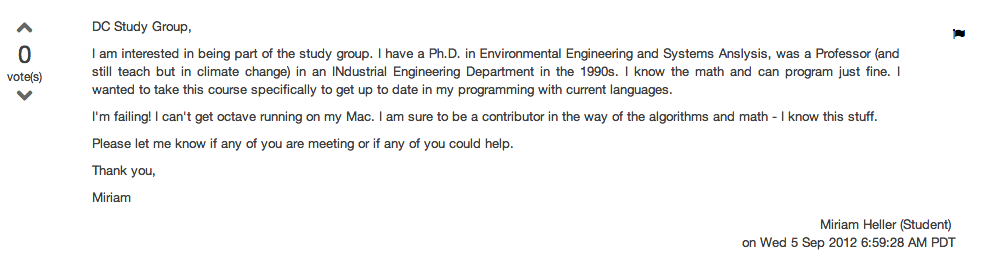 DC Study Group,
0
vote(s)
I am interested in being part of the study group. I have a Ph.D. in Environmental Engineering and Systems Anslysis, was a Professor (and
still teach but in climate change) in an INdustrial Engineering Department in the 1990s. I know the math and can program just fine. I
wanted to take this course specifically to get up to date in my programming with current languages.
I'm failing! I can't get octave running on my Mac. I am sure to be a contributor in the way of the algorithms and math - I know this stuff.
Please let me know if any of you are meeting or if any of you could help.
Thank you,
Miriam
Miriam Heller (Student)
on Wed 5 Sep 2012 6:59:28 AM PDT